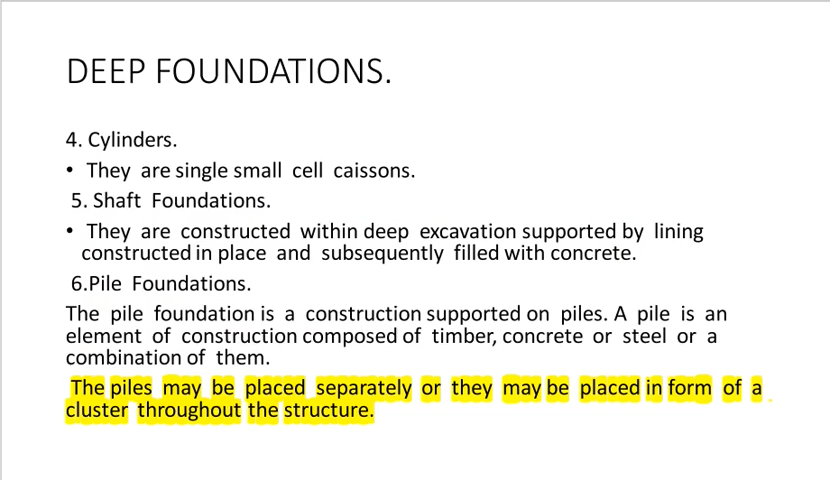 DEEP FOUNDATIONS.
4. Cylinders.
• They are single small cell caissons.
5. Shaft Foundations.
• They are constructed within deep excavation supported by lining
constructed in place and subsequently filled with concrete.
6.Pile Foundations.
The pile foundation is a construction supported on piles. A pile is an
element of construction composed of timber, concrete or steel or a
combination of them.
The piles may be placed separately or they may be placed in form of a
cluster throughout the structure.